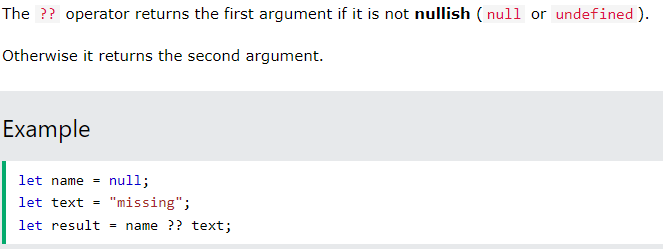 The ?? operator returns the first argument if it is not nullish ( null or undefined ).
Otherwise it returns the second argument.
Example
let name = null;
let text = "missing";
let result = name ?? text;